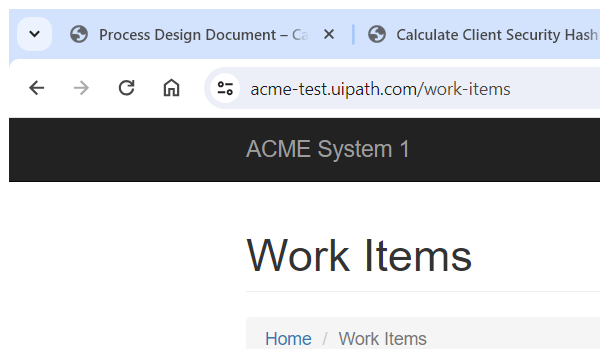 Process Design Document – Ca
Calculate Client Security Hash
acme-test.uipath.com/work-items
ACME System 1
Work Items
Home / Work Items